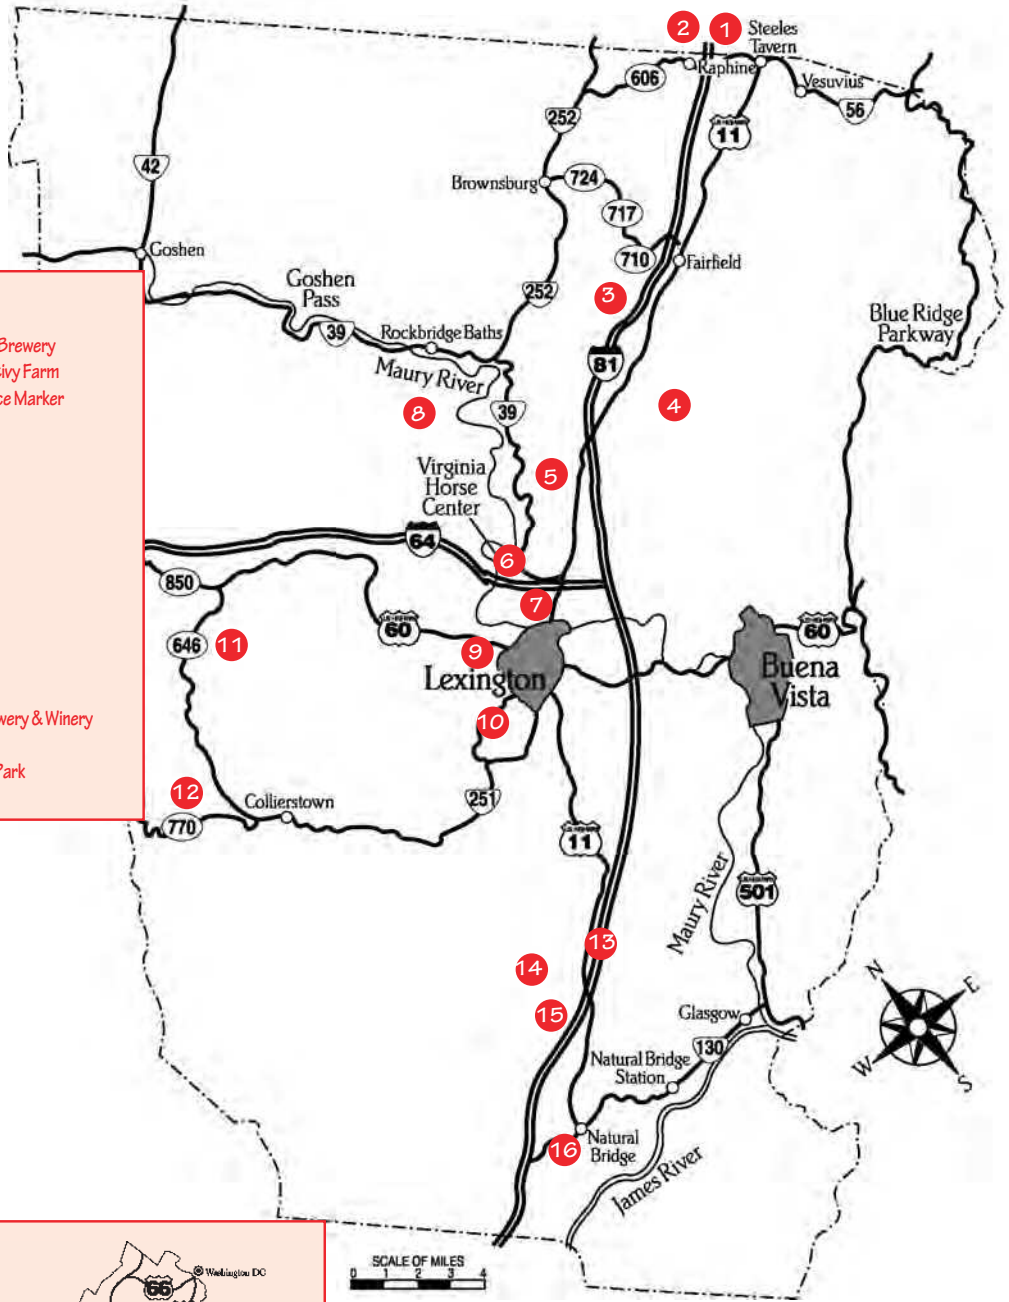 2
1
Steeles
Tavern
Raphine
606
Vesuvius
56
252
11
42
Brownsburg
724
717
710
Fairfield
Goshen
Goshen
Pass
252
3
Blue Ridge
Parkway
39
Rockbridge Baths
Maury River
81
Brewery
ivy Farm
ce Marker
8
39
4
Virginia
Horse
Center
5
64
6
850
7
60
60
646
11
9
Lexington
Buena
Vista
10
wery & Winery
Park
12
Collierstown
251
770
11
Maury River
501
13
14
15
Glasgow
N
E
W
S
130
Natural Bridge
Station
Natural
Bridge
16
James River
SCALE OF MILES
0 1 2 3 4
66
Washington DC